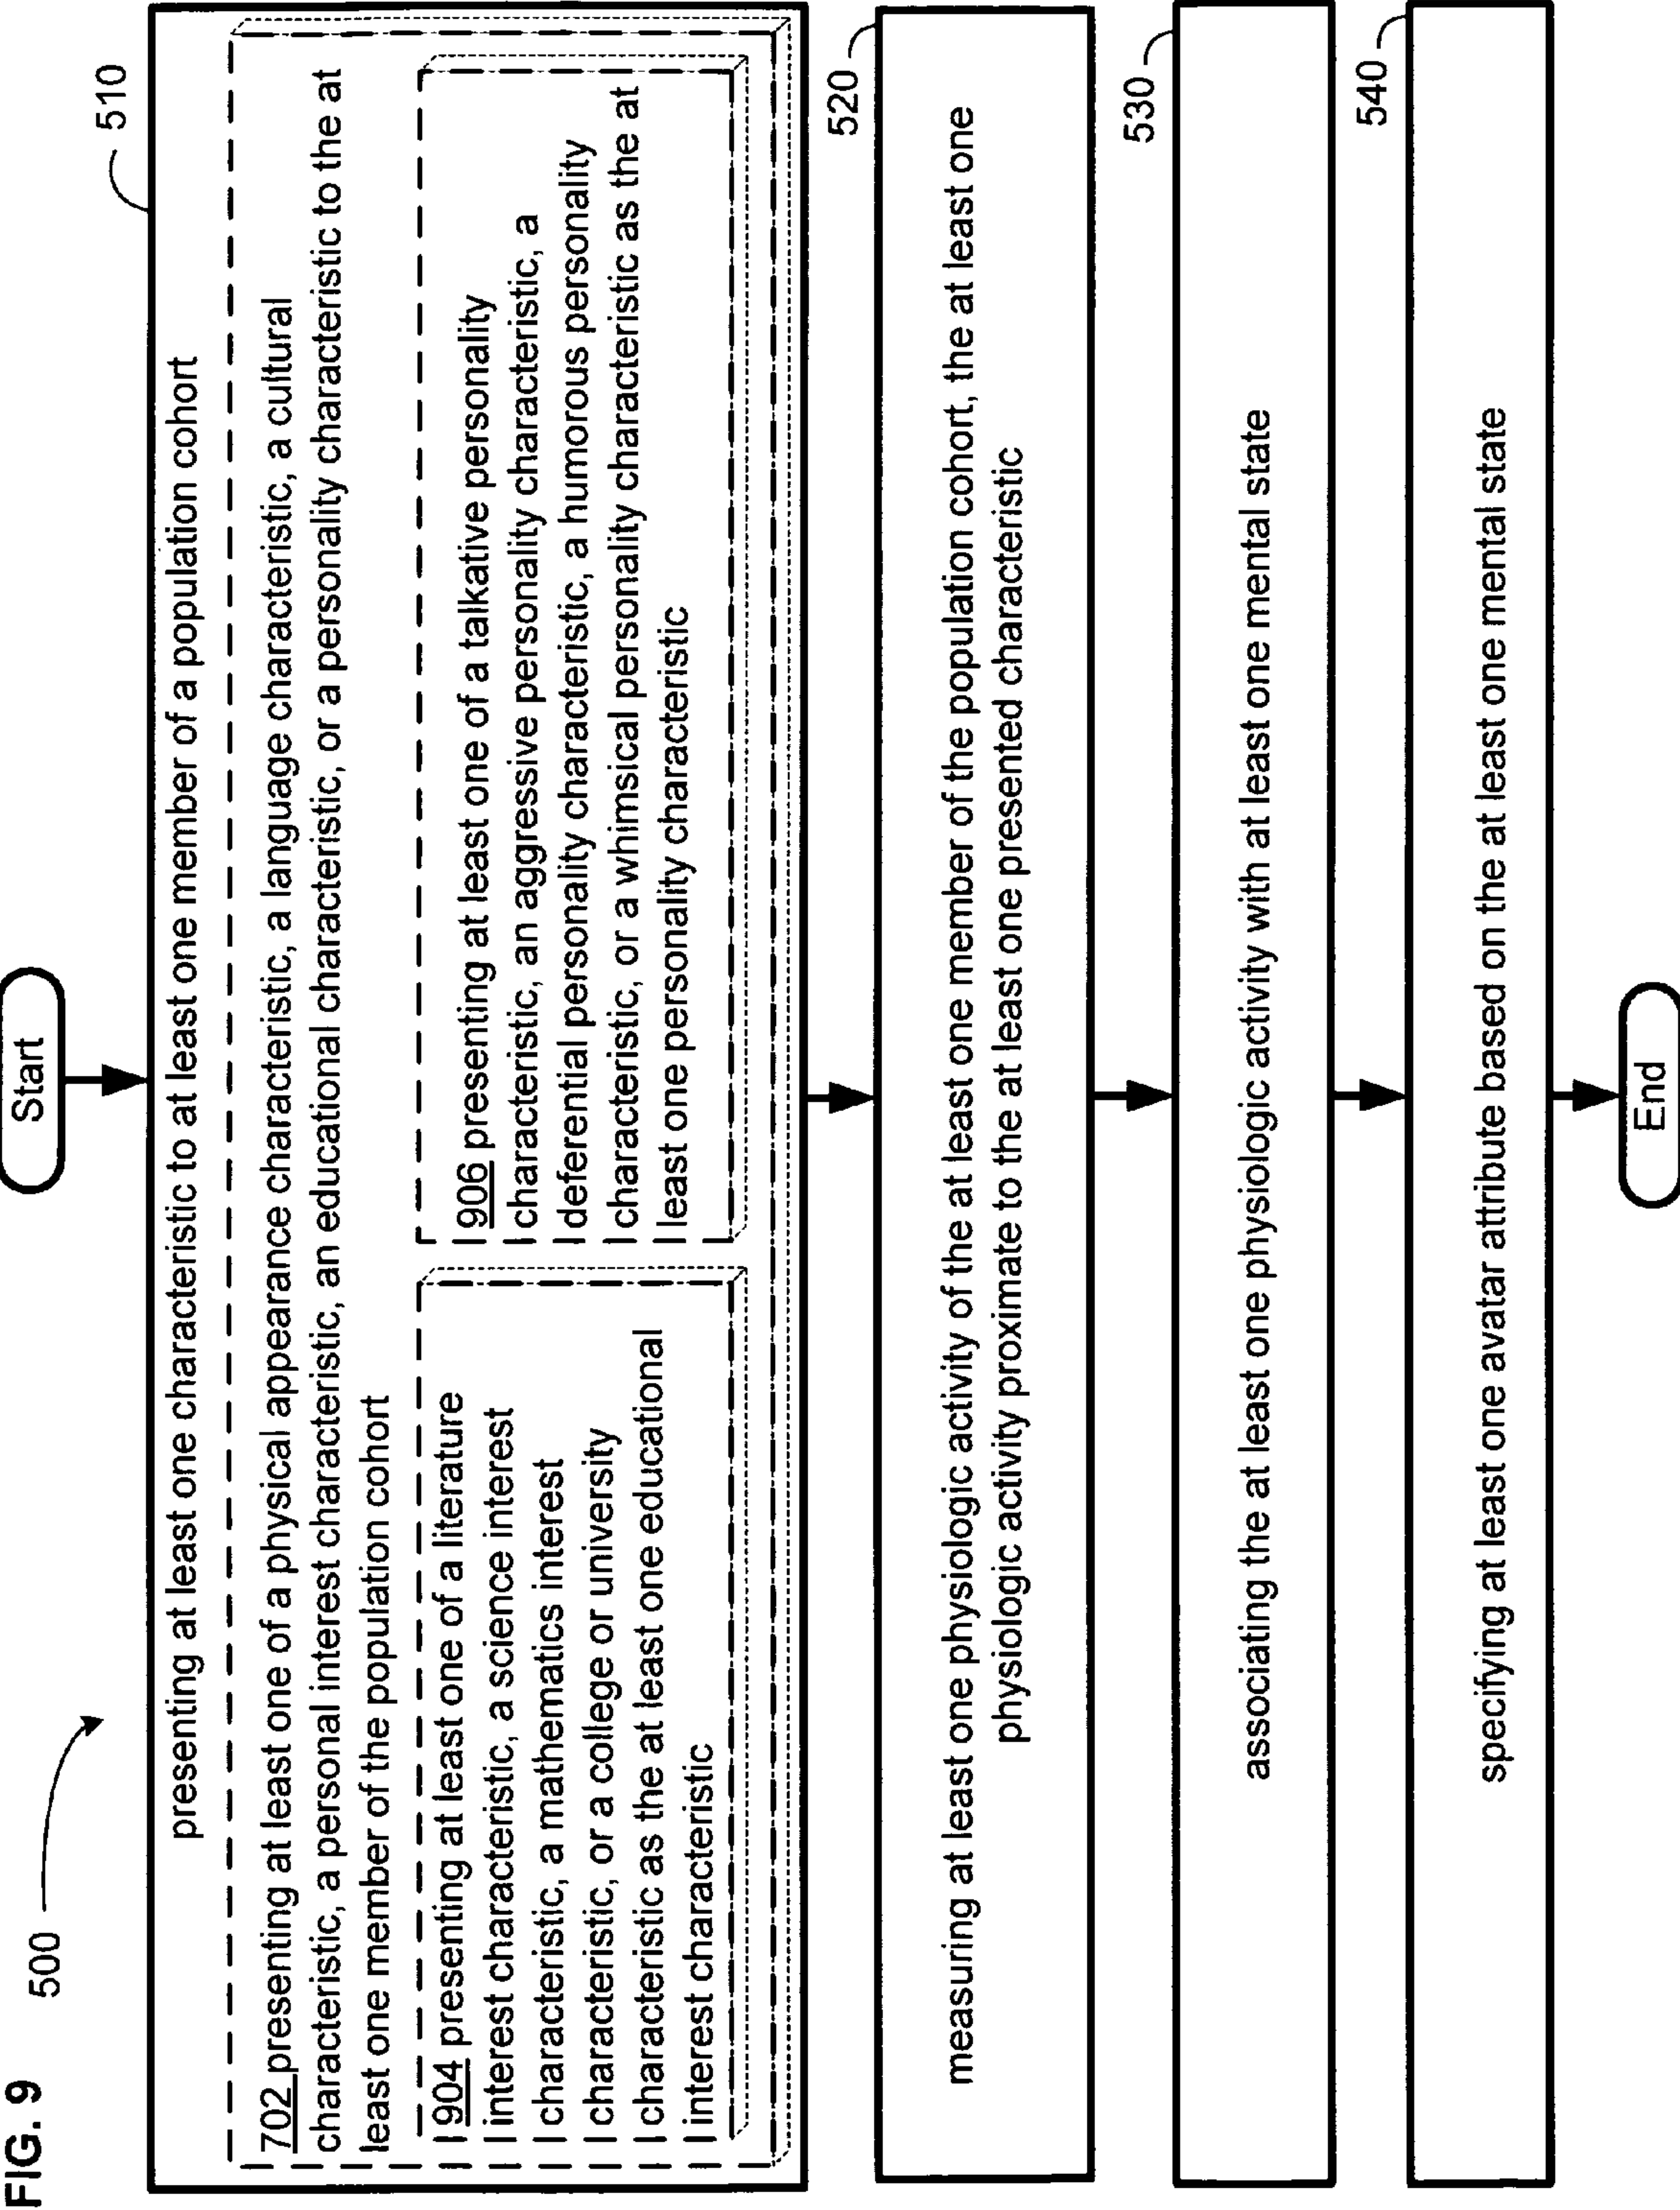 FIG. 9
500
Start
510
presenting at least one characteristic to at least one member of a population cohort
702 presenting at least one of a physical appearance characteristic, a language characteristic, a cultural
characteristic, a personal interest characteristic, an educational characteristic, or a personality characteristic to the at
least one member of the population cohort
904 presenting at least one of a literature
interest characteristic, a science interest
characteristic, a mathematics interest
characteristic, or a college or university
characteristic as the at least one educational
interest characteristic
906 presenting at least one of a talkative personality
characteristic, an aggressive personality characteristic, a
deferential personality characteristic, a humorous personality
characteristic, or a whimsical personality characteristic as the at
least one personality characteristic
520
measuring at least one physiologic activity of the at least one member of the population cohort, the at least one
physiologic activity proximate to the at least one presented characteristic
530
associating the at least one physiologic activity with at least one mental state
540
specifying at least one avatar attribute based on the at least one mental state
End